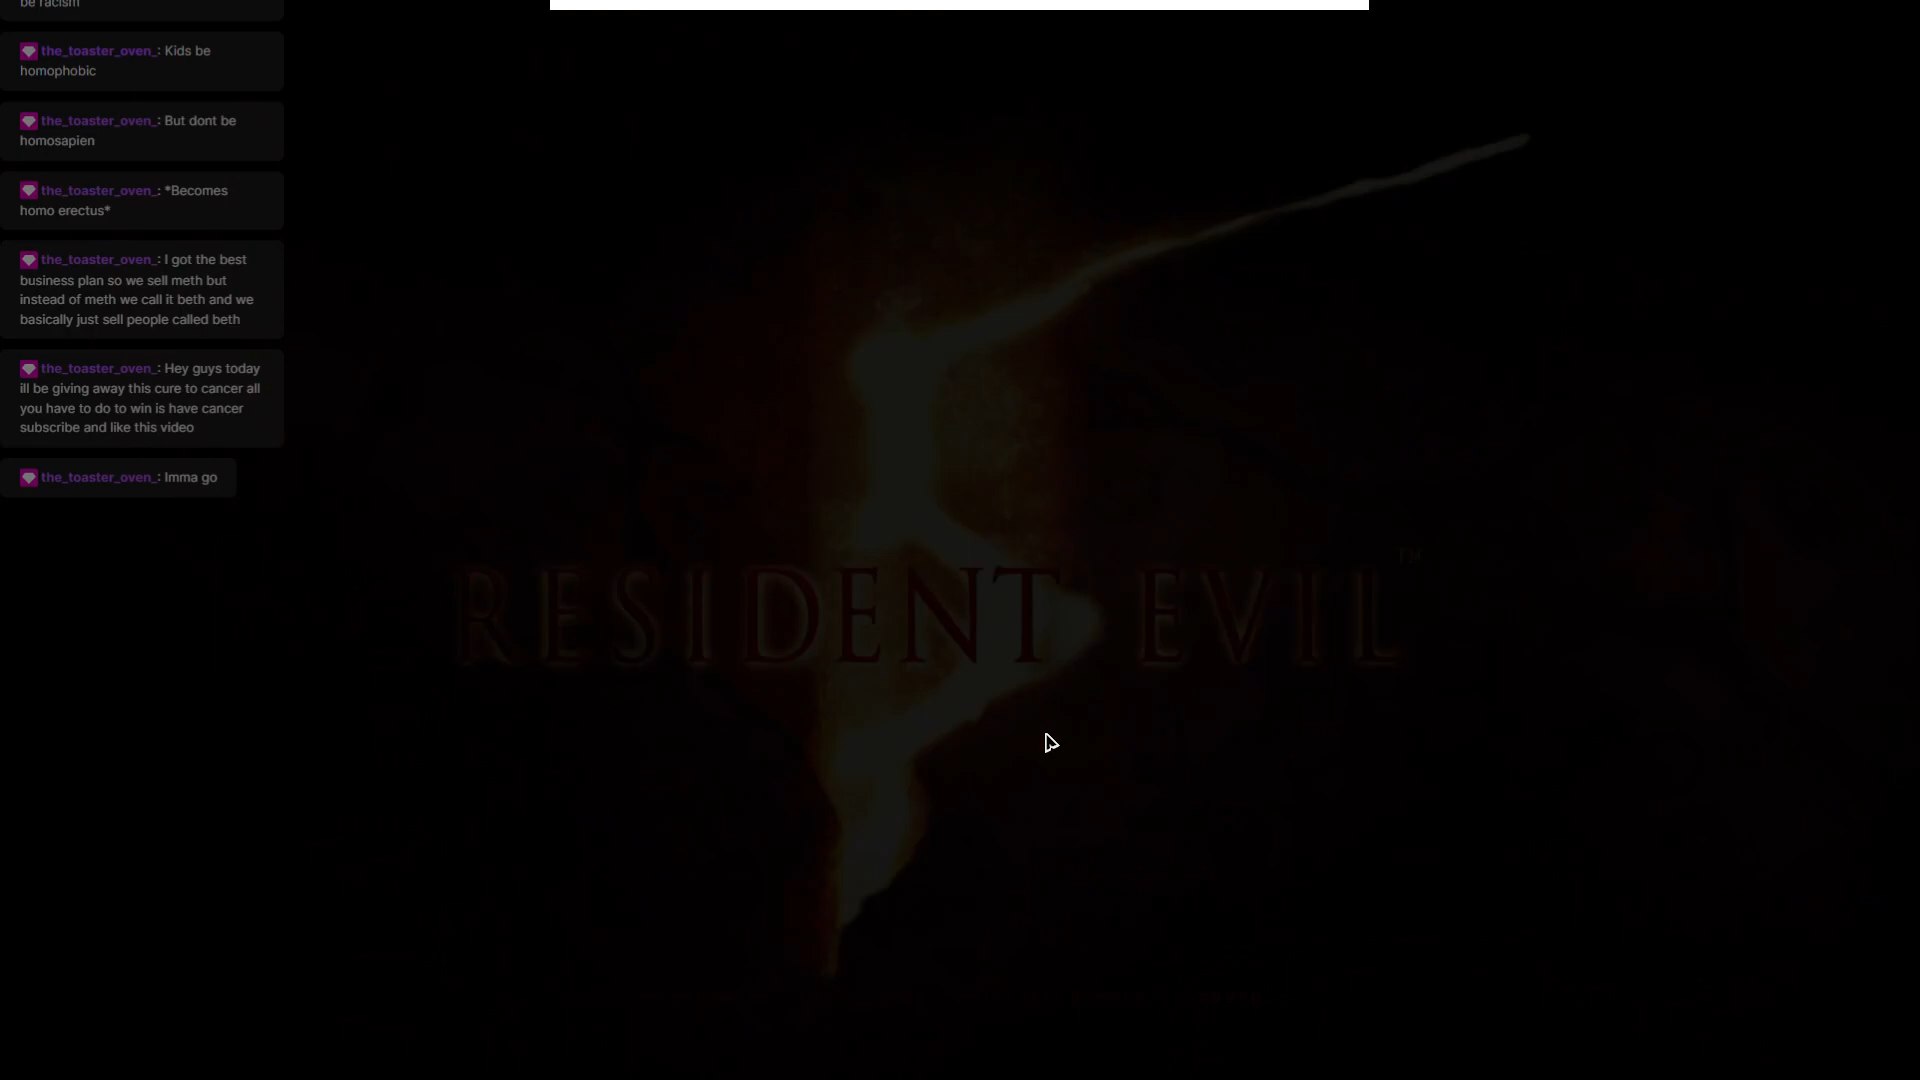 be racism
the_toaster_oven_: Kids be
homophobic
the_toaster_oven_: But dont be
homosapien
the_toaster_oven_: *Becomes
homo erectus*
the_toaster_oven_: I got the best
business plan so we sell meth but
instead of meth we call it beth and we
basically just sell people called beth
the_toaster_oven_: Hey guys today
ill be giving away this cure to cancer all
you have to do to win is have cancer
subscribe and like this video
the_toaster_oven_: Imma go
RESIDENT EVIL™
5